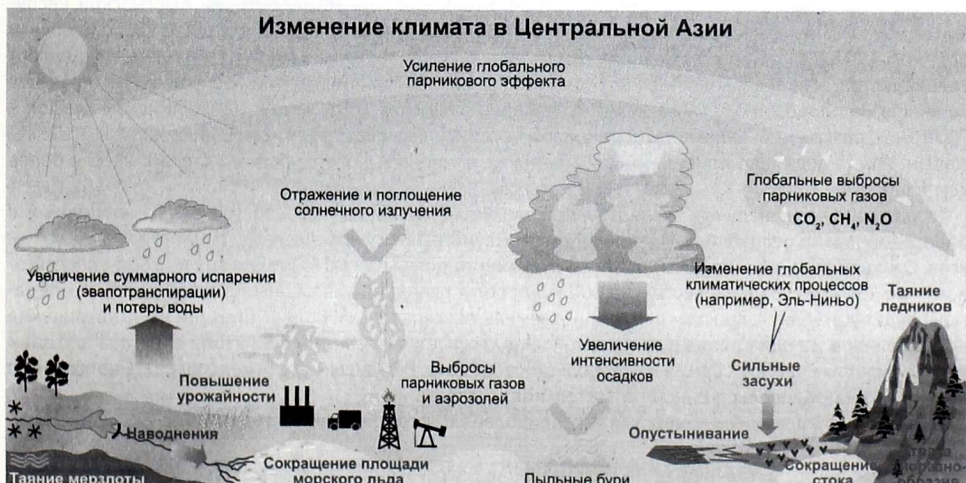 Изменение климата в Центральной Азии
Усиление глобального
парникового эффекта
Отражение и поглощение
солнечного излучения
Глобальные выбросы
парниковых газов
CO₂, CH₄, N₂O
Увеличение суммарного испарения
(эвапотранспирации)
и потерь воды
Изменение глобальных
климатических процессов
(например, Эль-Ниньо)
Таяние
ледников
Увеличение
интенсивности
осадков
Сильные
засухи
Повышение
урожайности
Выбросы
парниковых газов
и аэрозолей
Наводнения
Опустынивание
Таяние мерзлоты
Сокращение площади
морского льда
Пыльные бури
Сокращение
стока